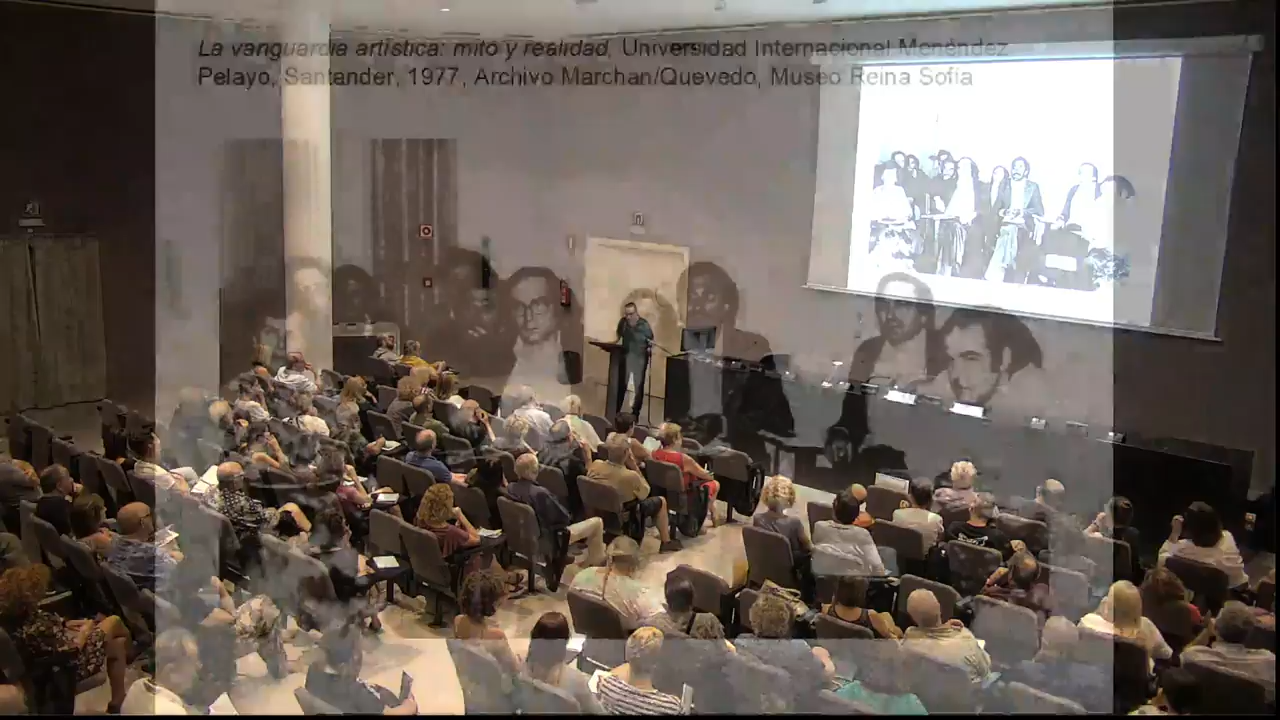 La vanguardia artística: mito y realidad, Universidad Internacional Menéndez
Pelayo, Santander, 1977, Archivo Marchan/Quevedo, Museo Reina Sofía